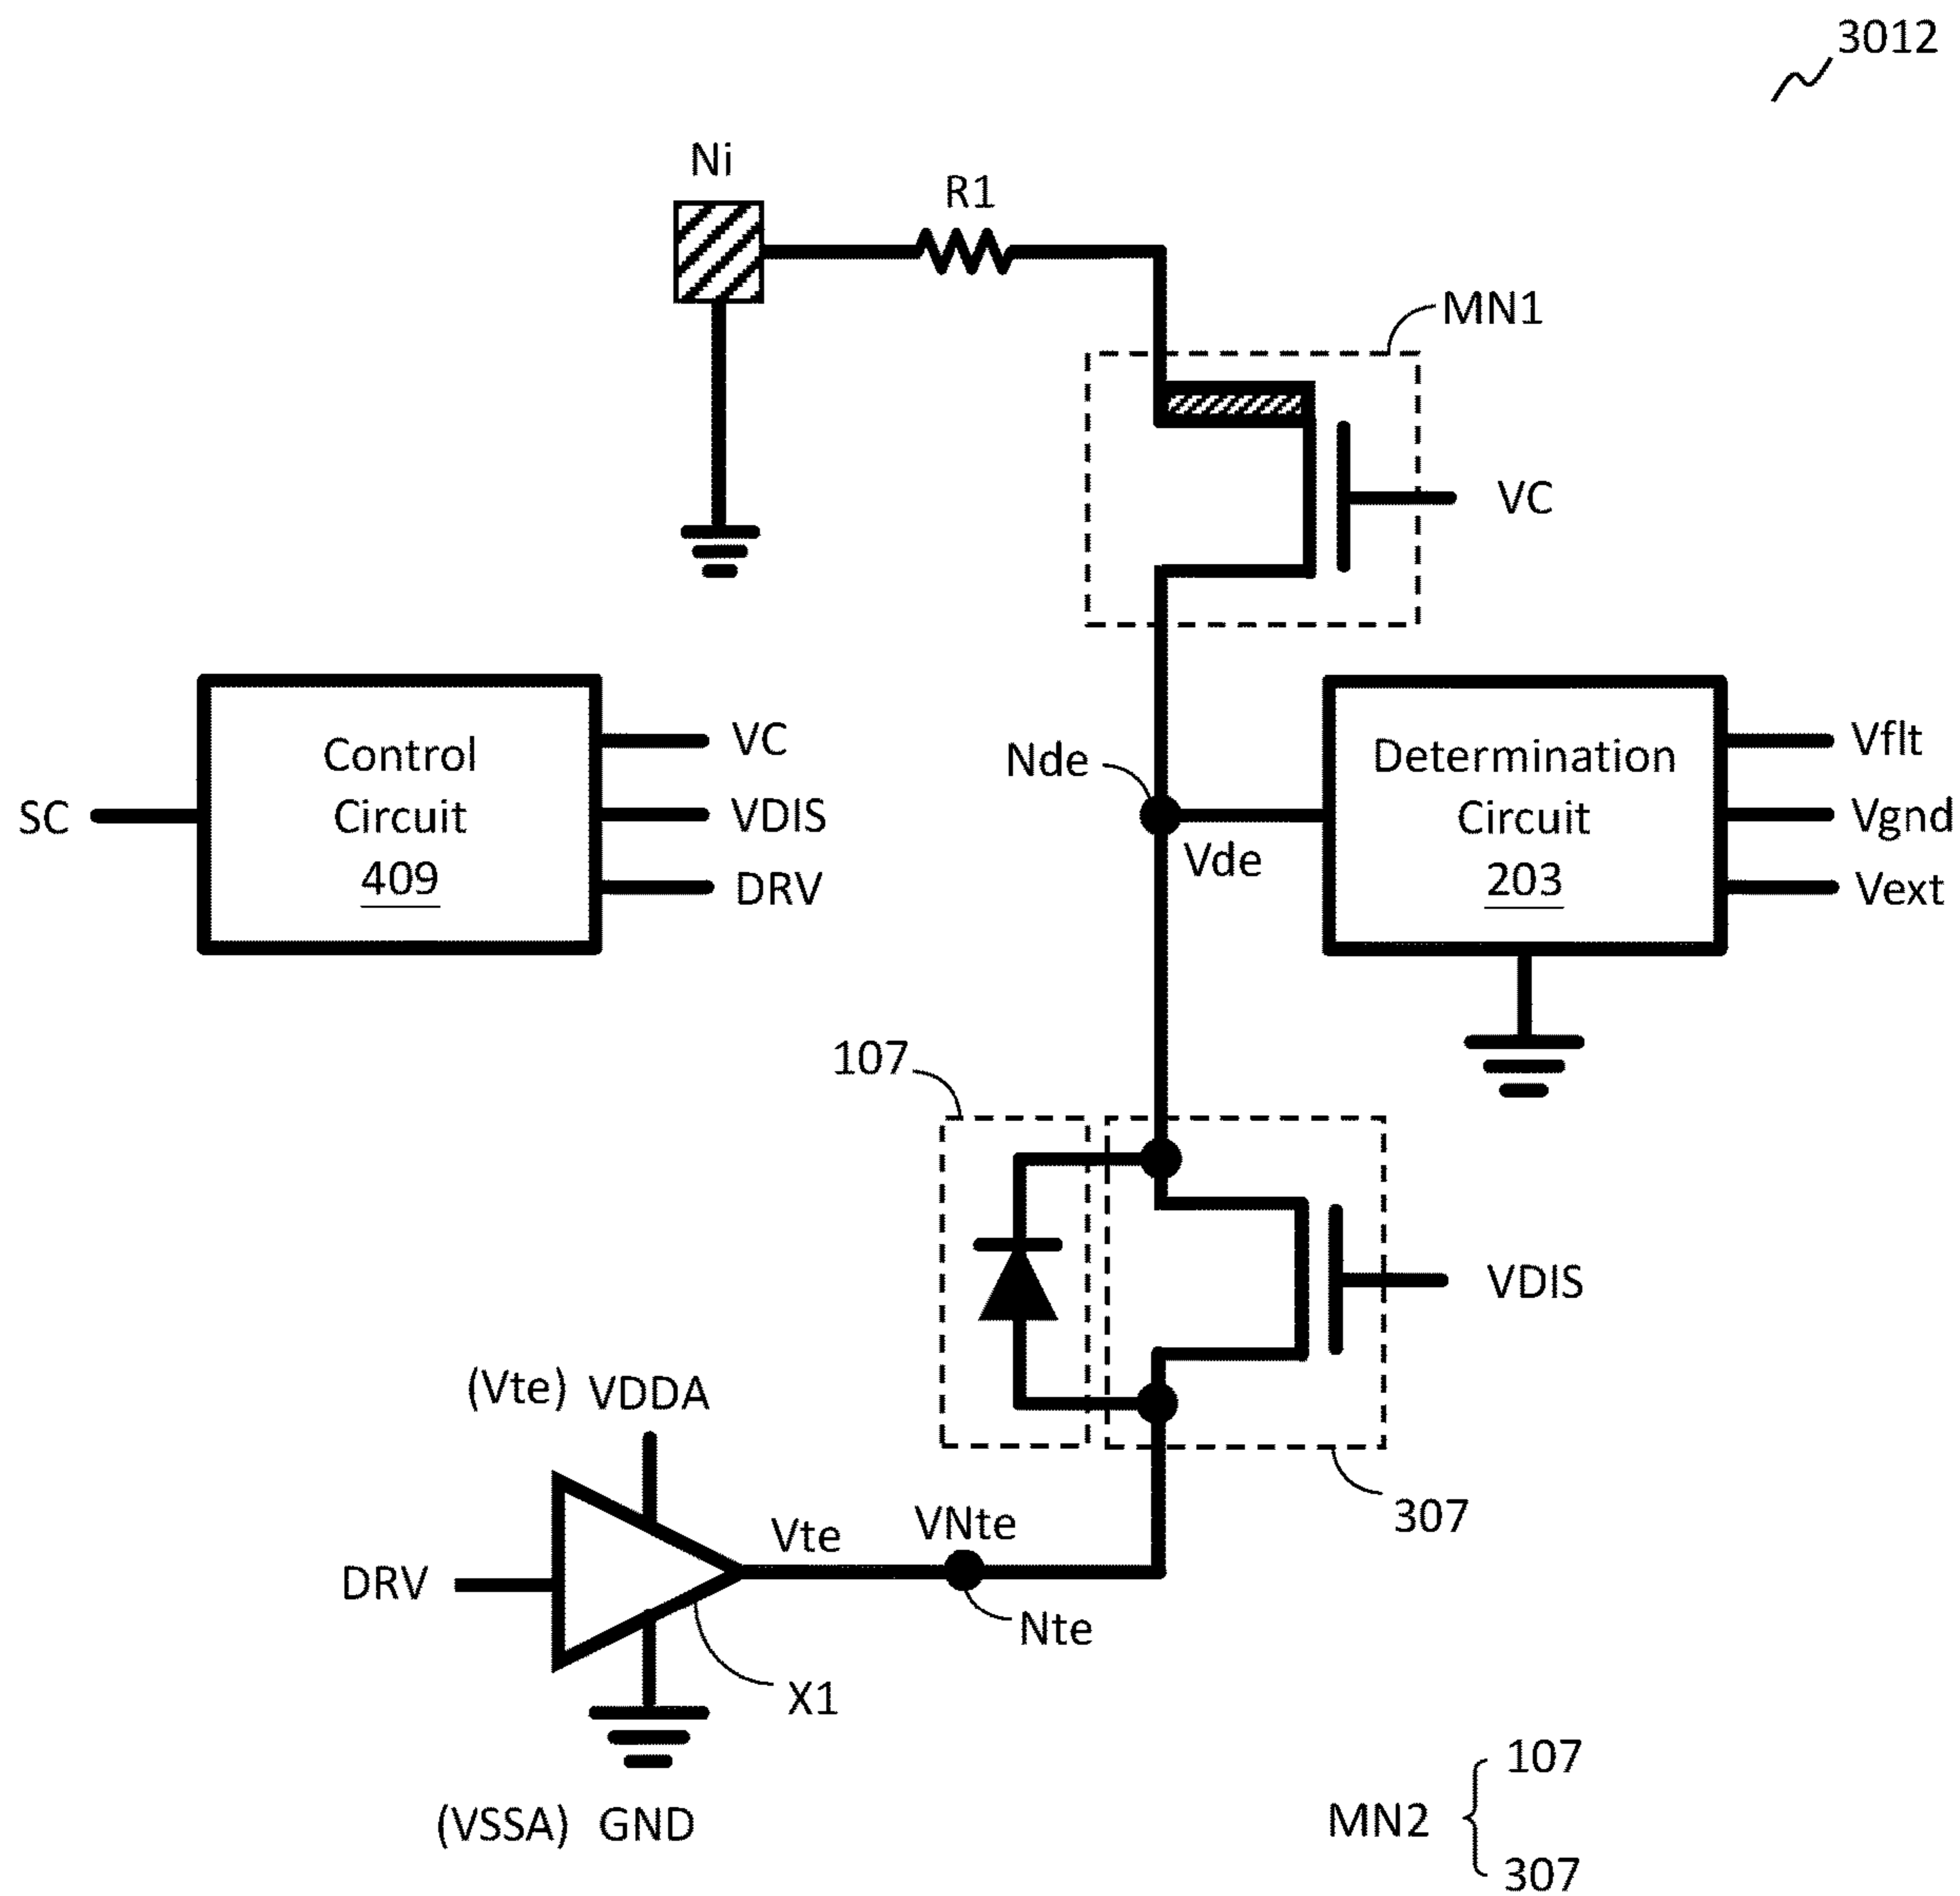 3012
Ni
R1
MN1
VC
Control
Circuit
409
SC
VC
VDIS
DRV
Nde
Vde
Determination
Circuit
203
Vflt
Vgnd
Vext
107
VDIS
307
(Vte) VDDA
DRV
Vte
VNte
Nte
X1
(VSSA) GND
MN2
107
307